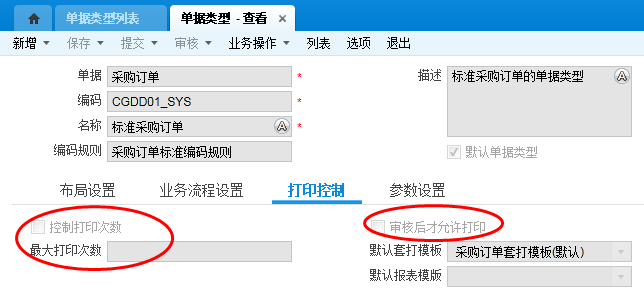 单据类型列表 单据类型 - 查看 ×
新增 保存 提交 审核 业务操作 列表 选项 退出
单据 采购订单 * 描述 标准采购订单的单据类型 A
编码 CGDD01_SYS *
名称 标准采购订单 A *
编码规则 采购订单标准编码规则 默认单据类型
布局设置 业务流程设置 打印控制 参数设置
控制打印次数 审核后才允许打印
最大打印次数 默认套打模板 采购订单套打模板(默认)
默认报表模版